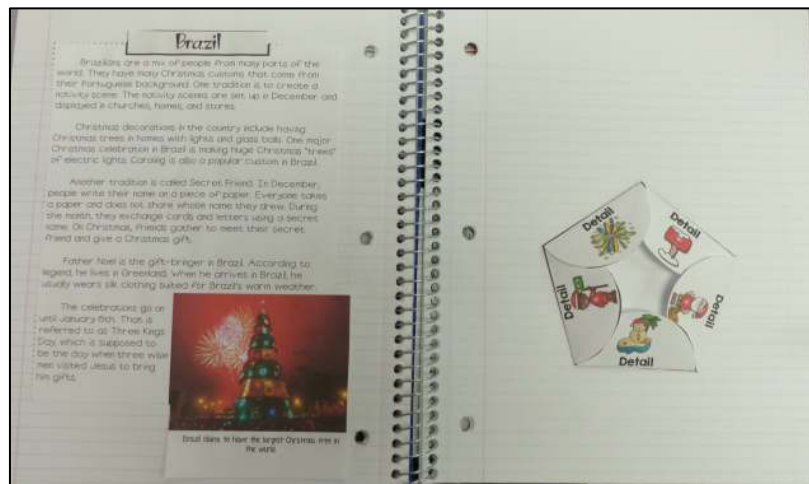 Brazil
Brazilians are a mix of people from many parts of the
world. They have many Christmas customs that come from
their Portuguese background. One tradition is to create a
nativity scene. The nativity scenes are set up in December and
displayed in churches, homes, and stores.
Christmas decorations in the country include having
Christmas trees in homes with lights and glass balls. One major
Christmas celebration in Brazil is making huge Christmas "trees"
of electric lights. Caroling is also a popular custom in Brazil.
Another tradition is called Secret Friend. In December,
people write their name on a piece of paper. Everyone takes
a paper and does not share whose name they drew. During
the month, they exchange cards and letters using a secret
name. On Christmas, friends gather to meet their secret
friend and give a Christmas gift.
Father Noel is the gift-bringer in Brazil. According to
legend, he lives in Greenland. When he arrives in Brazil, he
usually wears silk clothing suited for Brazil's warm weather.
The celebrations go on
until January 6th. That is
referred to as Three Kings
Day, which is supposed to
be the day when three wise
men visited Jesus to bring
him gifts.
Brazil claims to have the largest Christmas tree in
the world.
Detail
Detail
Detail
Detail
Detail